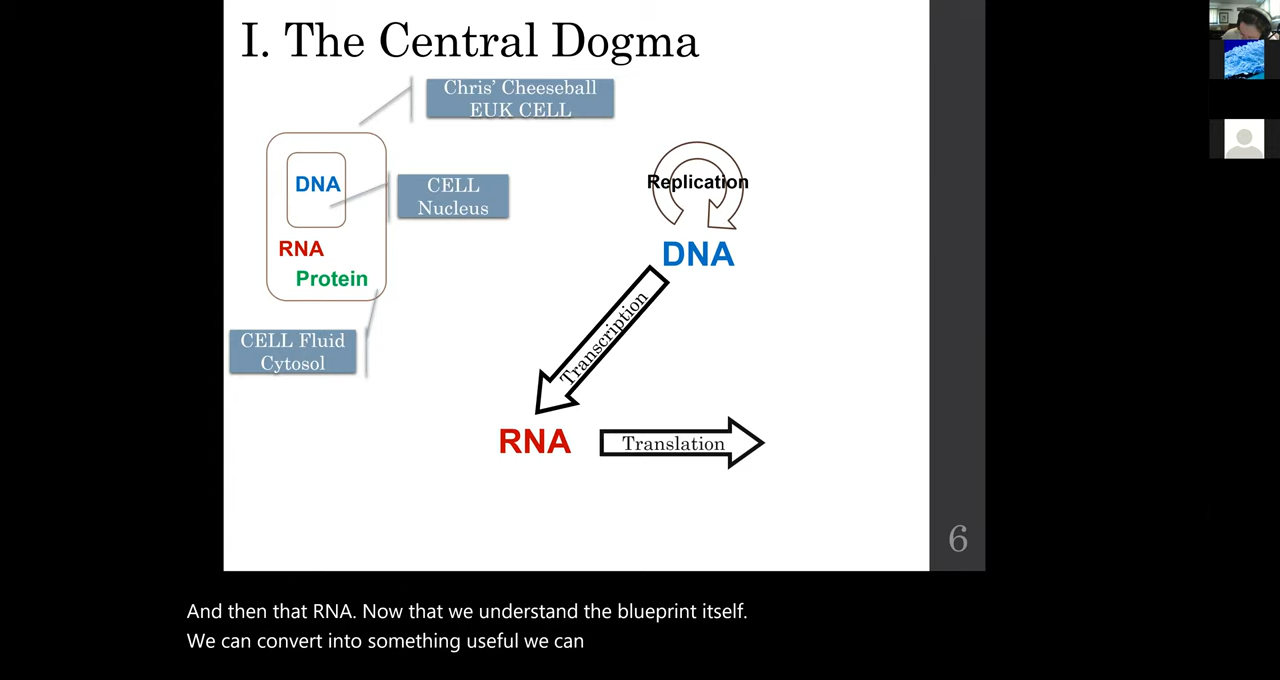 I. The Central Dogma
Chris' Cheeseball
EUK CELL
DNA
CELL
Nucleus
RNA
Protein
CELL Fluid
Cytosol
Replication
DNA
Transcription
RNA
Translation
6
And then that RNA. Now that we understand the blueprint itself.
We can convert into something useful we can